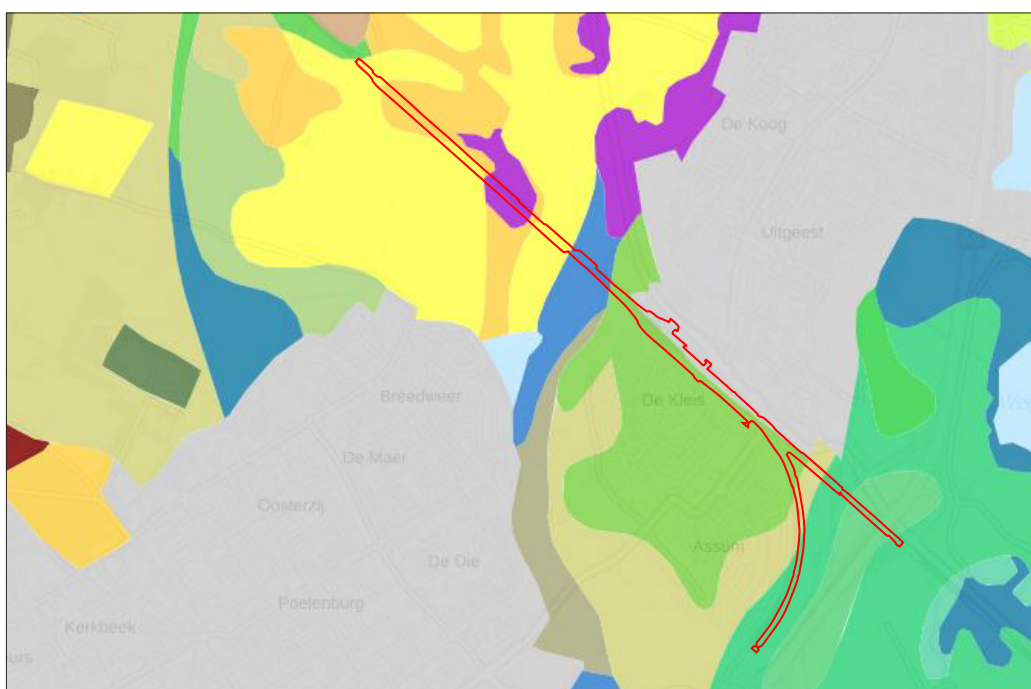 De Koog
Uitgeest
Breedweer
De Kleis
De Maer
Oosterzij
Assum
De Die
Poelenburg
Kerkbeek